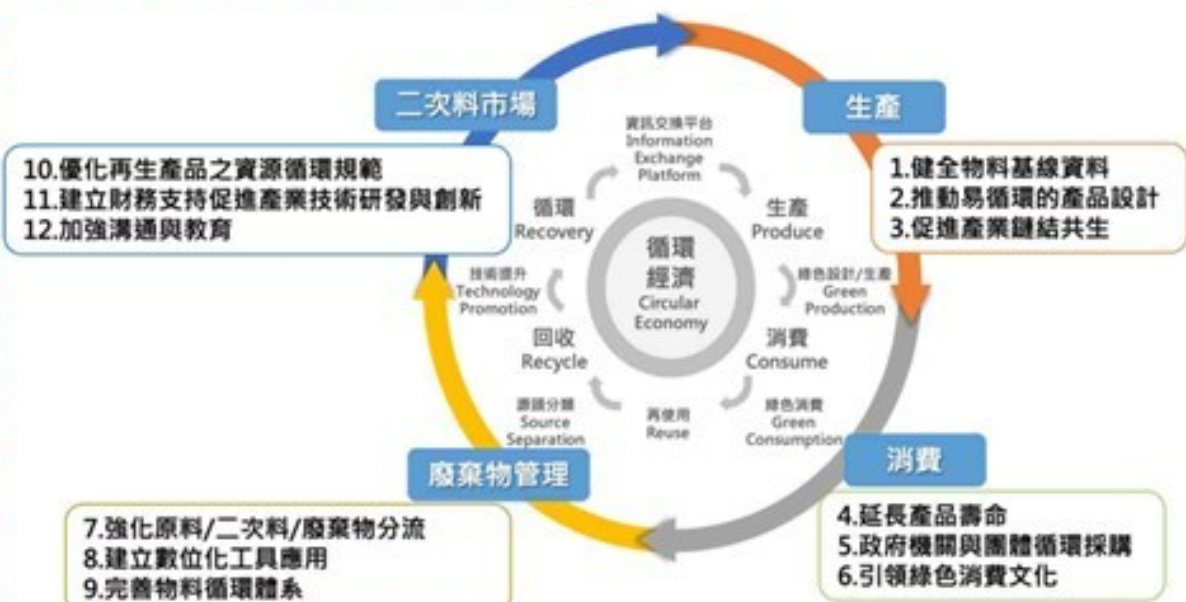 二次料市場
10.優化再生產品之資源循環規範
11.建立財務支持促進產業技術研發與創新
12.加強溝通與教育
生產
1.健全物料基線資料
2.推動易循環的產品設計
3.促進產業鏈結共生
資訊交換平台
Information
Exchange
Platform
循環
Recovery
生產
Produce
循環
經濟
Circular
Economy
技術提升
Technology
Promotion
綠色設計/生產
Green
Production
回收
Recycle
消費
Consume
源頭分類
Source
Separation
再使用
Reuse
綠色消費
Green
Consumption
廢棄物管理
7.強化原料/二次料/廢棄物分流
8.建立數位化工具應用
9.完善物料循環體系
消費
4.延長產品壽命
5.政府機關與團體循環採購
6.引領綠色消費文化